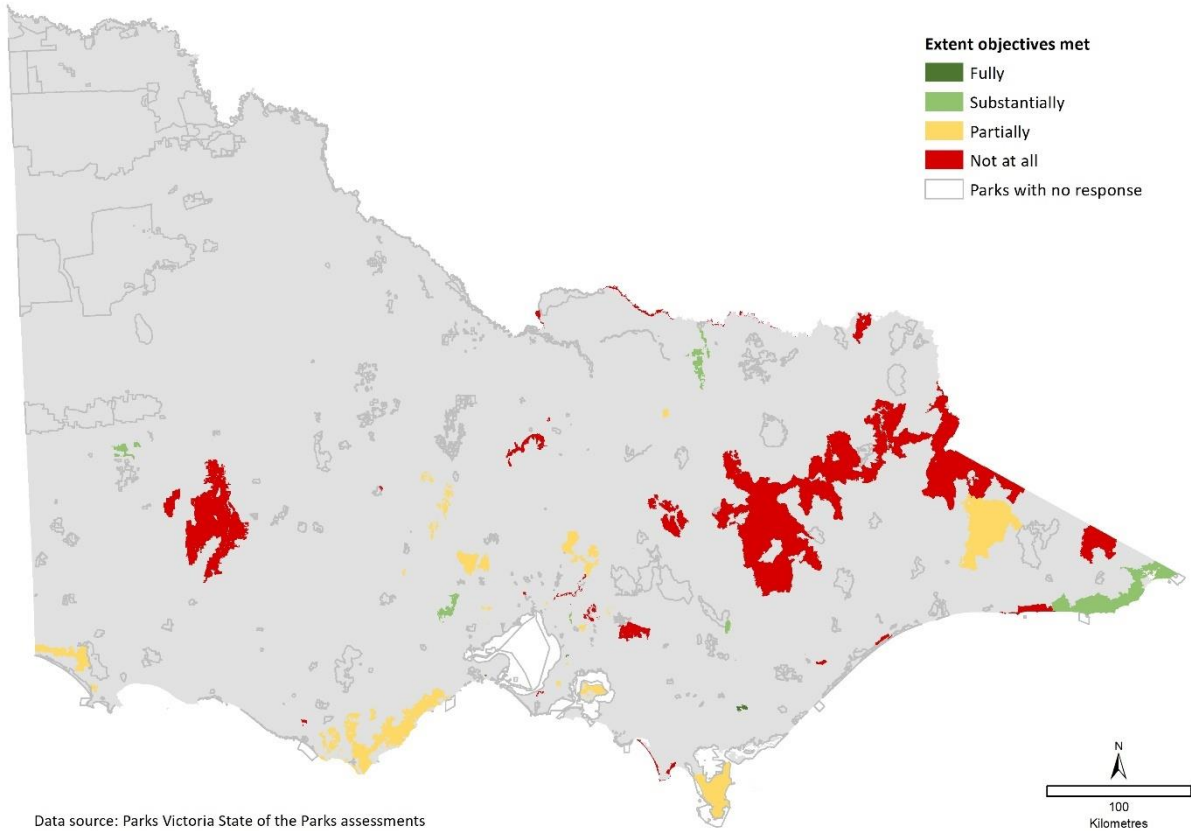 Extent objectives met
Fully
Substantially
Partially
Not at all
Parks with no response
N
100
Kilometres
Data source: Parks Victoria State of the Parks assessments